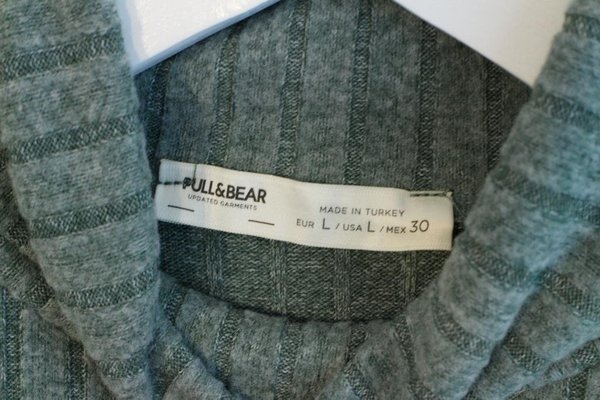 PULL&BEAR
UPDATED GARMENTS
MADE IN TURKEY
EUR L / USA L / MEX 30